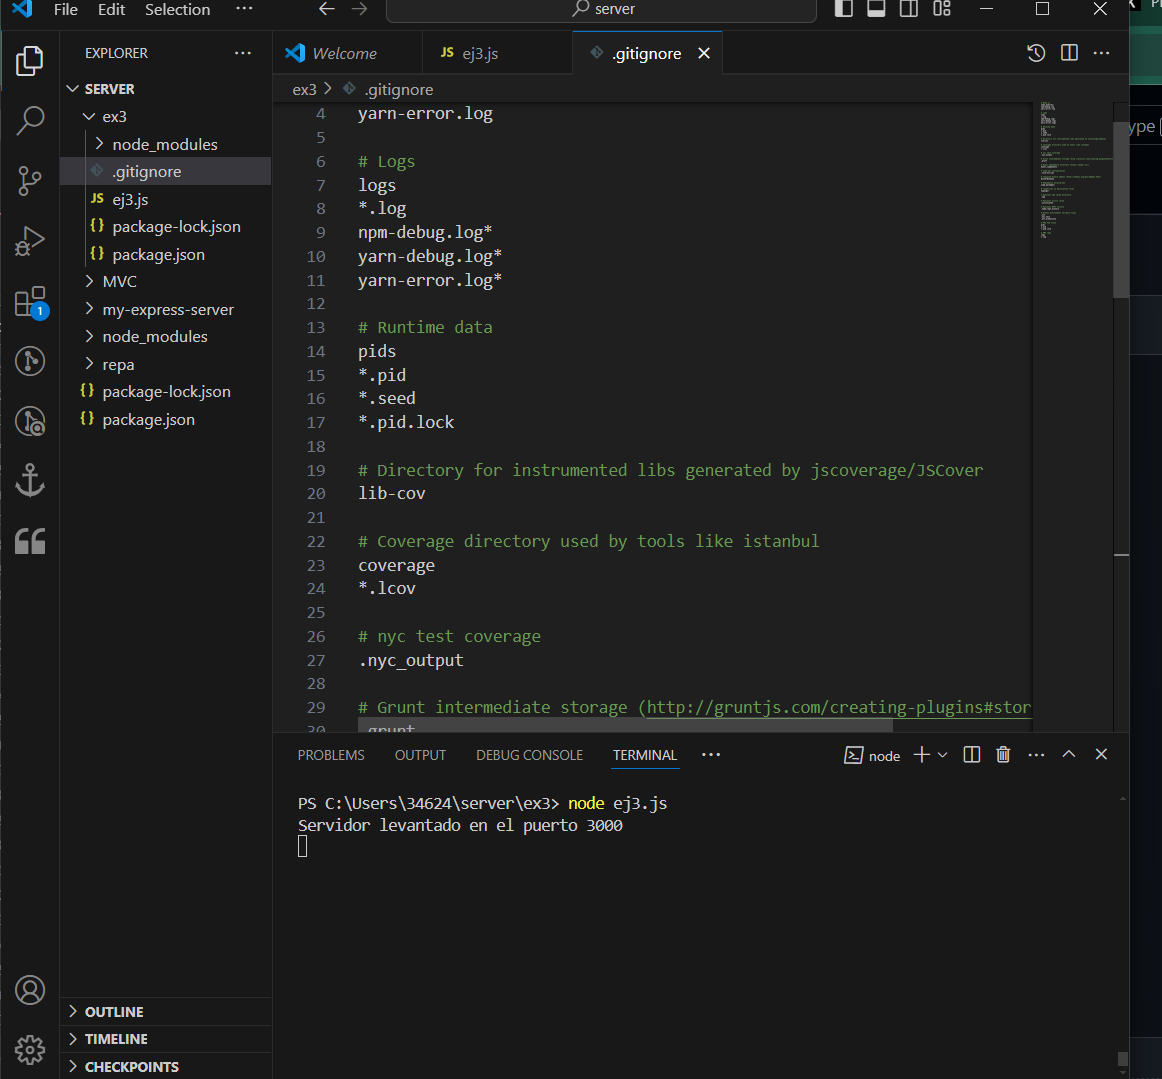 File Edit Selection ··· server
EXPLORER ···
SERVER
ex3
node_modules
.gitignore
JS ej3.js
{} package-lock.json
{} package.json
MVC
my-express-server
node_modules
repa
{} package-lock.json
{} package.json
1
OUTLINE
TIMELINE
CHECKPOINTS
Welcome JS ej3.js .gitignore
ex3 > .gitignore
4 yarn-error.log
5
6 # Logs
7 logs
8 *.log
9 npm-debug.log*
10 yarn-debug.log*
11 yarn-error.log*
12
13 # Runtime data
14 pids
15 *.pid
16 *.seed
17 *.pid.lock
18
19 # Directory for instrumented libs generated by jscoverage/JSCover
20 lib-cov
21
22 # Coverage directory used by tools like istanbul
23 coverage
24 *.lcov
25
26 # nyc test coverage
27 .nyc_output
28
29 # Grunt intermediate storage (http://gruntjs.com/creating-plugins#stor
30 .grunt
PROBLEMS OUTPUT DEBUG CONSOLE TERMINAL ··· node
PS C:\Users\34624\server\ex3> node ej3.js
Servidor levantado en el puerto 3000
ype